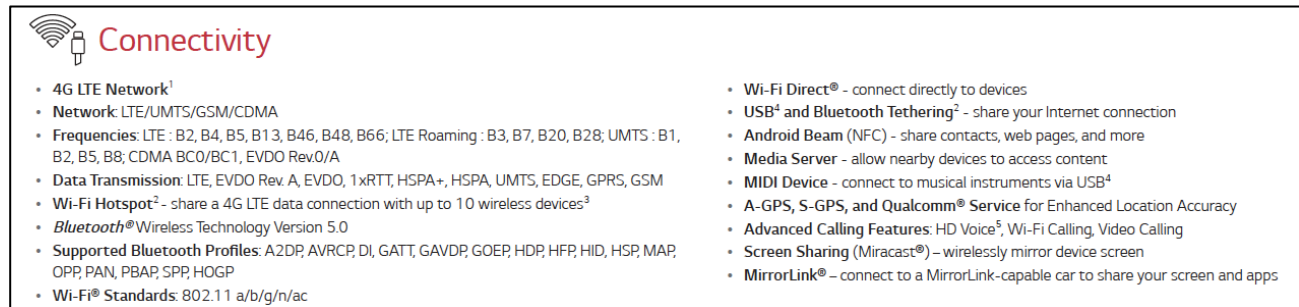 Connectivity
• 4G LTE Network¹
• Network: LTE/UMTS/GSM/CDMA
• Frequencies: LTE : B2, B4, B5, B13, B46, B48, B66; LTE Roaming : B3, B7, B20, B28; UMTS : B1,
B2, B5, B8; CDMA BC0/BC1, EVDO Rev.0/A
• Data Transmission: LTE, EVDO Rev. A, EVDO, 1xRTT, HSPA+, HSPA, UMTS, EDGE, GPRS, GSM
• Wi-Fi Hotspot² - share a 4G LTE data connection with up to 10 wireless devices³
• Bluetooth® Wireless Technology Version 5.0
• Supported Bluetooth Profiles: A2DP, AVRCP, DI, GATT, GAVDP, GOEP, HDP, HFP, HID, HSP, MAP,
OPP, PAN, PBAP, SPP, HOGP
• Wi-Fi® Standards: 802.11 a/b/g/n/ac
• Wi-Fi Direct® - connect directly to devices
• USB⁴ and Bluetooth Tethering² - share your Internet connection
• Android Beam (NFC) - share contacts, web pages, and more
• Media Server - allow nearby devices to access content
• MIDI Device - connect to musical instruments via USB⁴
• A-GPS, S-GPS, and Qualcomm® Service for Enhanced Location Accuracy
• Advanced Calling Features: HD Voice⁵, Wi-Fi Calling, Video Calling
• Screen Sharing (Miracast®) – wirelessly mirror device screen
• MirrorLink® – connect to a MirrorLink-capable car to share your screen and apps